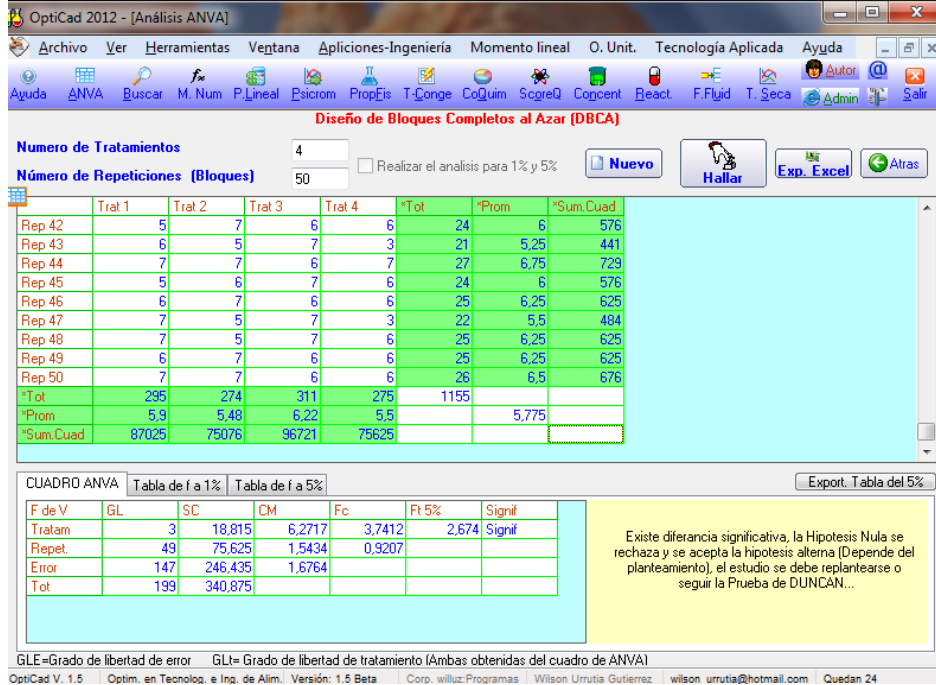 OptiCad 2012 - [Análisis ANVA]
Archivo Ver Herramientas Ventana Apliciones-Ingeniería Momento lineal O. Unit. Tecnología Aplicada Ayuda
Ayuda ANVA Buscar M. Num P.Lineal Psicrom PropFis T-Conge CoQuim ScoreQ Concent React. F.Fluid T. Seca Autor Admin Salir
Diseño de Bloques Completos al Azar (DBCA)
Numero de Tratamientos 4
Número de Repeticiones (Bloques) 50
Realizar el analisis para 1% y 5%
Nuevo Hallar Exp. Excel Atras
Trat 1 Trat 2 Trat 3 Trat 4 *Tot *Prom *Sum.Cuad
Rep 42 5 7 6 6 24 6 576
Rep 43 6 5 7 3 21 5,25 441
Rep 44 7 7 6 7 27 6,75 729
Rep 45 5 6 7 6 24 6 576
Rep 46 6 7 6 6 25 6,25 625
Rep 47 7 5 7 3 22 5,5 484
Rep 48 7 5 7 6 25 6,25 625
Rep 49 6 7 6 6 25 6,25 625
Rep 50 7 7 6 6 26 6,5 676
*Tot 295 274 311 275 1155
*Prom 5,9 5,48 6,22 5,5 5,775
*Sum.Cuad 87025 75076 96721 75625
CUADRO ANVA Tabla de f a 1% Tabla de f a 5% Export. Tabla del 5%
F de V GL SC CM Fc Ft 5% Signif
Tratam 3 18,815 6,2717 3,7412 2,674 Signif
Repet. 49 75,625 1,5434 0,9207
Error 147 246,435 1,6764
Tot 199 340,875
Existe diferancia significativa, la Hipotesis Nula se
rechaza y se acepta la hipotesis alterna (Depende del
planteamiento), el estudio se debe replantearse o
seguir la Prueba de DUNCAN...
GLE=Grado de libertad de error GLt= Grado de libertad de tratamiento (Ambas obtenidas del cuadro de ANVA)
OptiCad V. 1.5 Optim. en Tecnolog. e Ing. de Alim. Versión: 1.5 Beta Corp. willuz:Programas Wilson Urrutia Gutierrez wilson_urrutia@hotmail.com Quedan 24